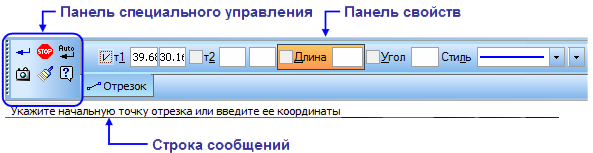 Панель специального управления
Панель свойств
STOP Auto
т1 39.68 30.16 т2 Длина Угол Стиль
Отрезок
Укажите начальную точку отрезка или введите ее координаты
Строка сообщений